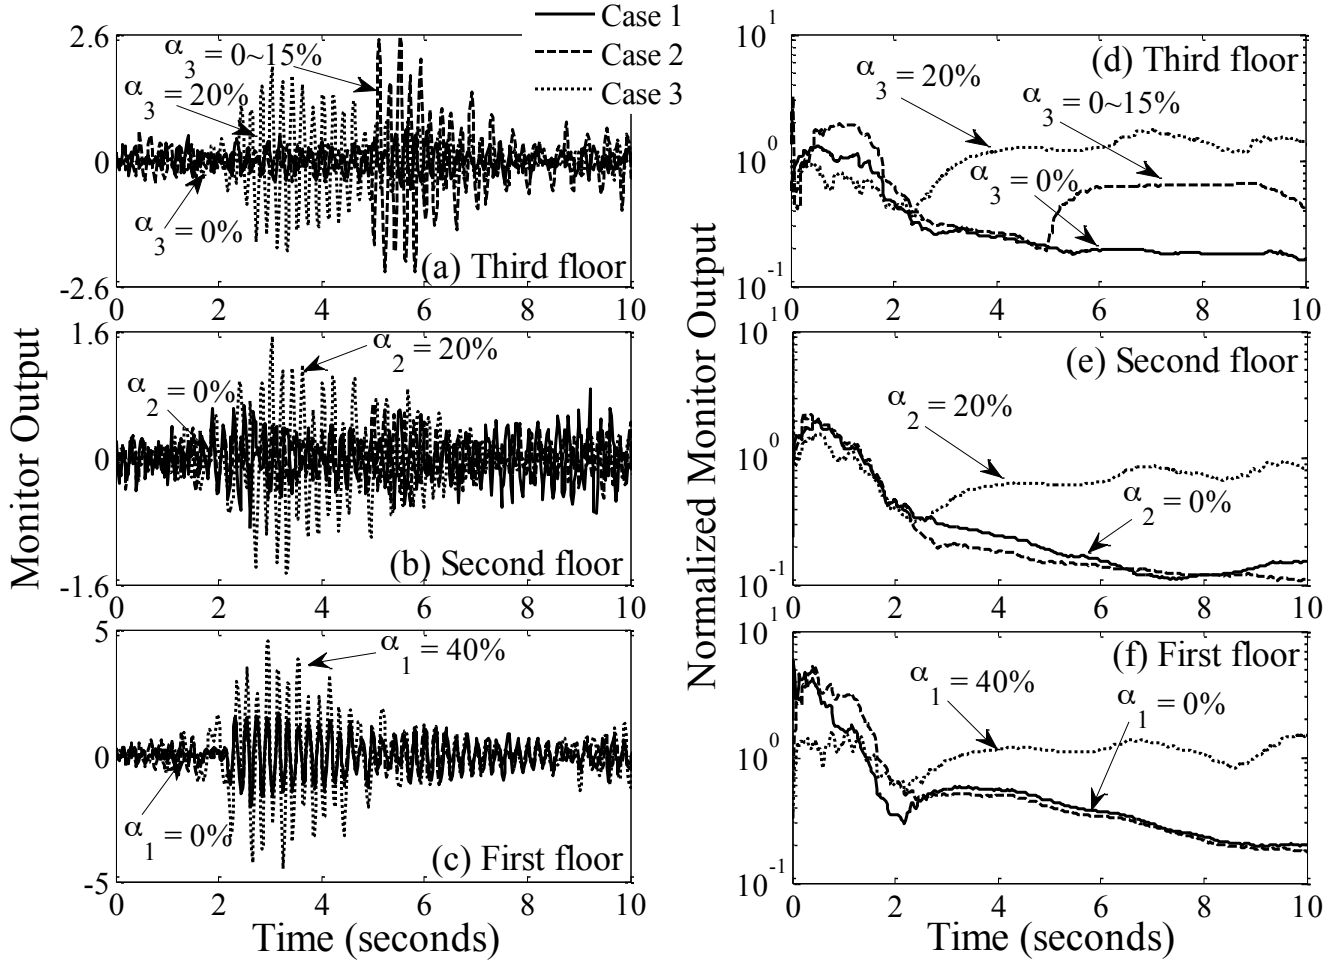 Case 1
Case 2
Case 3
Monitor Output
2.6
0
-2.6
α3 = 0~15%
α3 = 20%
α3 = 0%
(a) Third floor
0 2 4 6 8 10
1.6
0
-1.6
α2 = 20%
α2 = 0%
(b) Second floor
0 2 4 6 8 10
5
0
-5
α1 = 40%
α1 = 0%
(c) First floor
0 2 4 6 8 10
Time (seconds)
Normalized Monitor Output
10^1
10^0
10^-1
(d) Third floor
α3 = 20%
α3 = 0~15%
α3 = 0%
0 2 4 6 8 10
10^1
10^0
10^-1
(e) Second floor
α2 = 20%
α2 = 0%
0 2 4 6 8 10
10^1
10^0
10^-1
(f) First floor
α1 = 40%
α1 = 0%
0 2 4 6 8 10
Time (seconds)